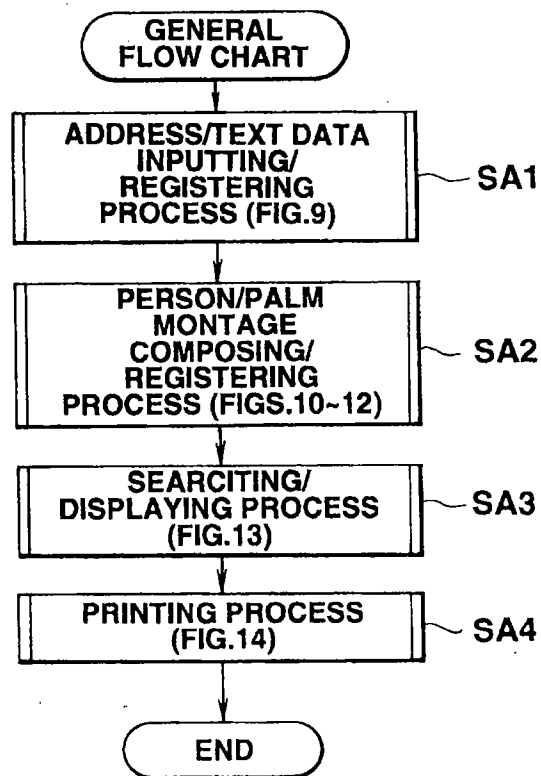 GENERAL
FLOW CHART
ADDRESS/TEXT DATA
INPUTTING/
REGISTERING
PROCESS (FIG.9)
SA1
PERSON/PALM
MONTAGE
COMPOSING/
REGISTERING
PROCESS (FIGS.10~12)
SA2
SEARCITING/
DISPLAYING PROCESS
(FIG.13)
SA3
PRINTING PROCESS
(FIG.14)
SA4
END